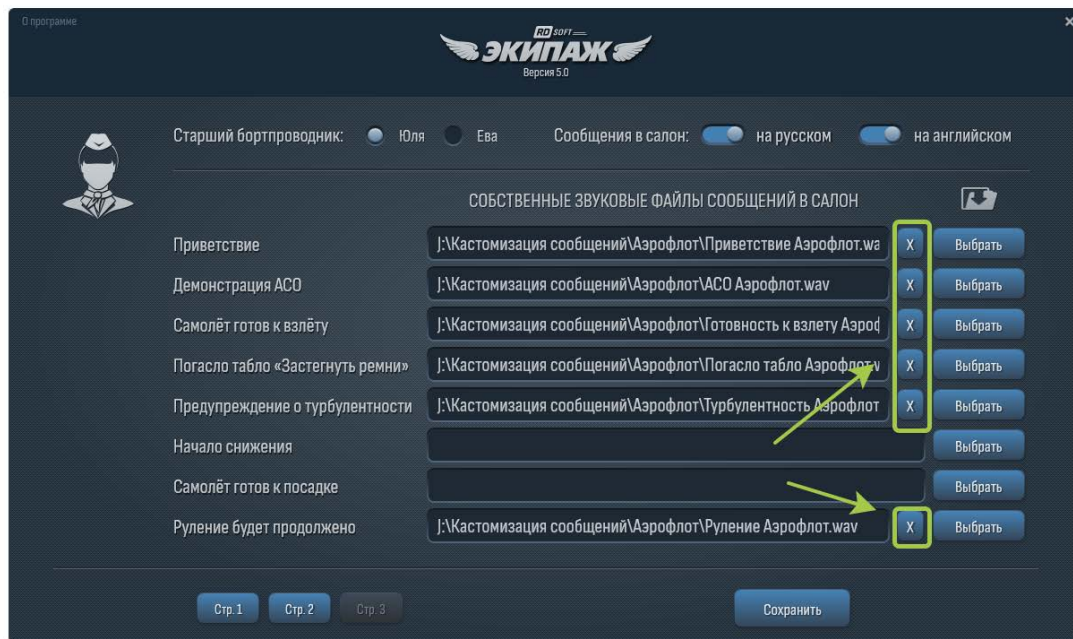 О программе
x
RD SOFT
ЭКИПАЖ
Версия 5.0
Старший бортпроводник: Юля Ева Сообщения в салон: на русском на английском
СОБСТВЕННЫЕ ЗВУКОВЫЕ ФАЙЛЫ СООБЩЕНИЙ В САЛОН
Приветствие J:\Кастомизация сообщений\Аэрофлот\Приветствие Аэрофлот.wa X Выбрать
Демонстрация АСО J:\Кастомизация сообщений\Аэрофлот\АСО Аэрофлот.wav X Выбрать
Самолёт готов к взлёту J:\Кастомизация сообщений\Аэрофлот\Готовность к взлету Аэроф X Выбрать
Погасло табло «Застегнуть ремни» J:\Кастомизация сообщений\Аэрофлот\Погасло табло Аэрофлот.v X Выбрать
Предупреждение о турбулентности J:\Кастомизация сообщений\Аэрофлот\Турбулентность Аэрофлот X Выбрать
Начало снижения Выбрать
Самолёт готов к посадке Выбрать
Руление будет продолжено J:\Кастомизация сообщений\Аэрофлот\Руление Аэрофлот.wav X Выбрать
Стр. 1 Стр. 2 Стр. 3 Сохранить